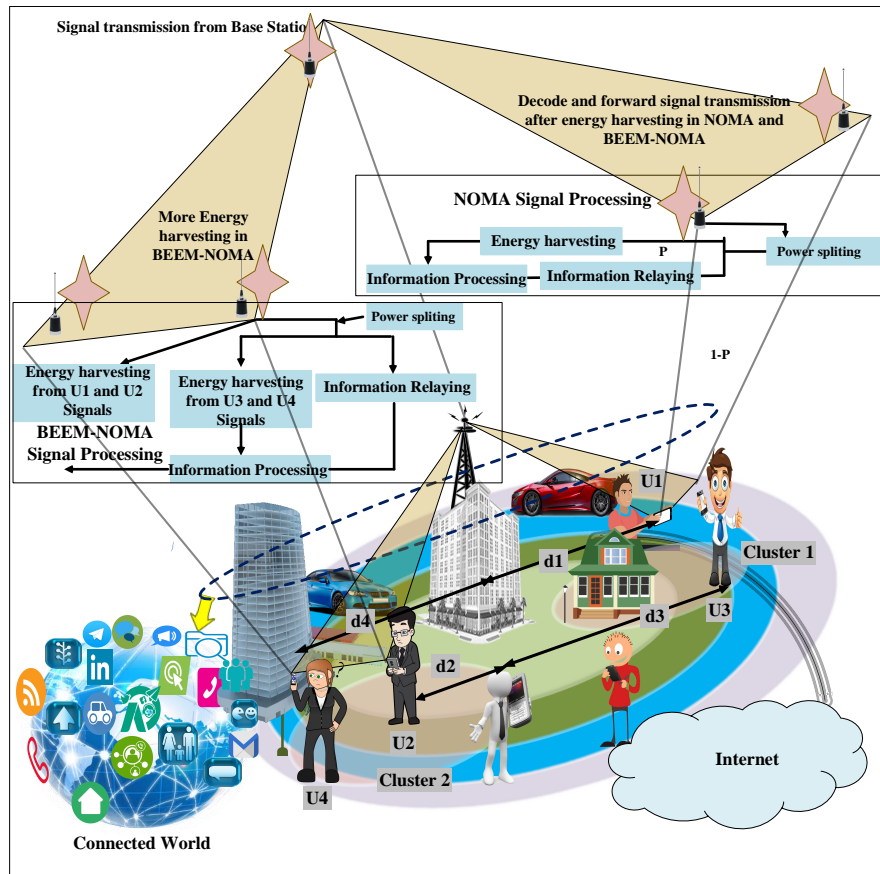 Signal transmission from Base Statio
Decode and forward signal transmission
after energy harvesting in NOMA and
BEEM-NOMA
More Energy
harvesting in
BEEM-NOMA
NOMA Signal Processing
Energy harvesting
P
Power spliting
Information Processing
Information Relaying
Power spliting
1-P
Energy harvesting
from U1 and U2
Signals
Energy harvesting
from U3 and U4
Signals
Information Relaying
BEEM-NOMA
Signal Processing
Information Processing
U1
Cluster 1
d1
U3
d3
d4
d2
in
U2
U4
Cluster 2
Internet
Connected World